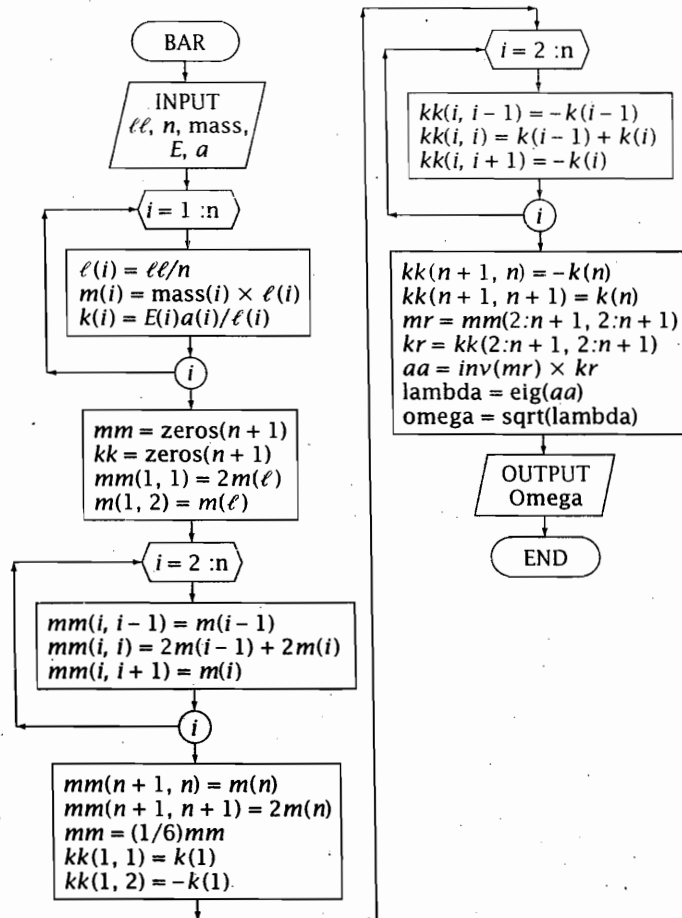 BAR
INPUT
ℓℓ, n, mass,
E, a
i = 1 :n
ℓ(i) = ℓℓ/n
m(i) = mass(i) × ℓ(i)
k(i) = E(i)a(i)/ℓ(i)
i
mm = zeros(n + 1)
kk = zeros(n + 1)
mm(1, 1) = 2m(ℓ)
m(1, 2) = m(ℓ)
i = 2 :n
mm(i, i − 1) = m(i − 1)
mm(i, i) = 2m(i − 1) + 2m(i)
mm(i, i + 1) = m(i)
i
mm(n + 1, n) = m(n)
mm(n + 1, n + 1) = 2m(n)
mm = (1/6)mm
kk(1, 1) = k(1)
kk(1, 2) = −k(1)
i = 2 :n
kk(i, i − 1) = −k(i − 1)
kk(i, i) = k(i − 1) + k(i)
kk(i, i + 1) = −k(i)
i
kk(n + 1, n) = −k(n)
kk(n + 1, n + 1) = k(n)
mr = mm(2:n + 1, 2:n + 1)
kr = kk(2:n + 1, 2:n + 1)
aa = inv(mr) × kr
lambda = eig(aa)
omega = sqrt(lambda)
OUTPUT
Omega
END